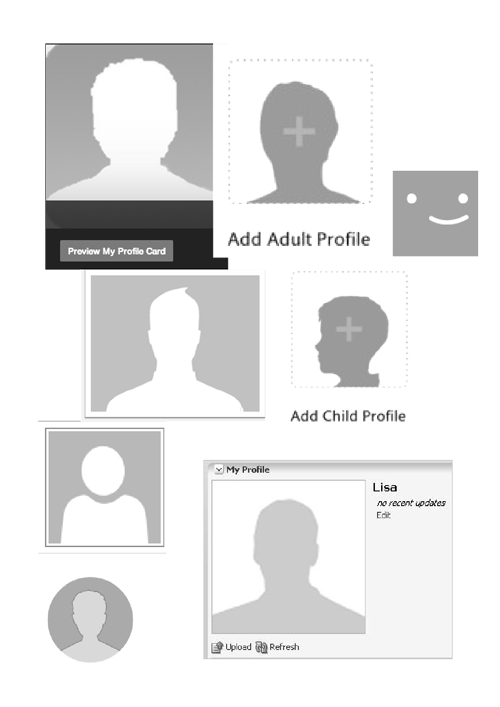 Preview My Profile Card
Add Adult Profile
Add Child Profile
My Profile
Lisa
no recent updates
Edit
Upload Refresh